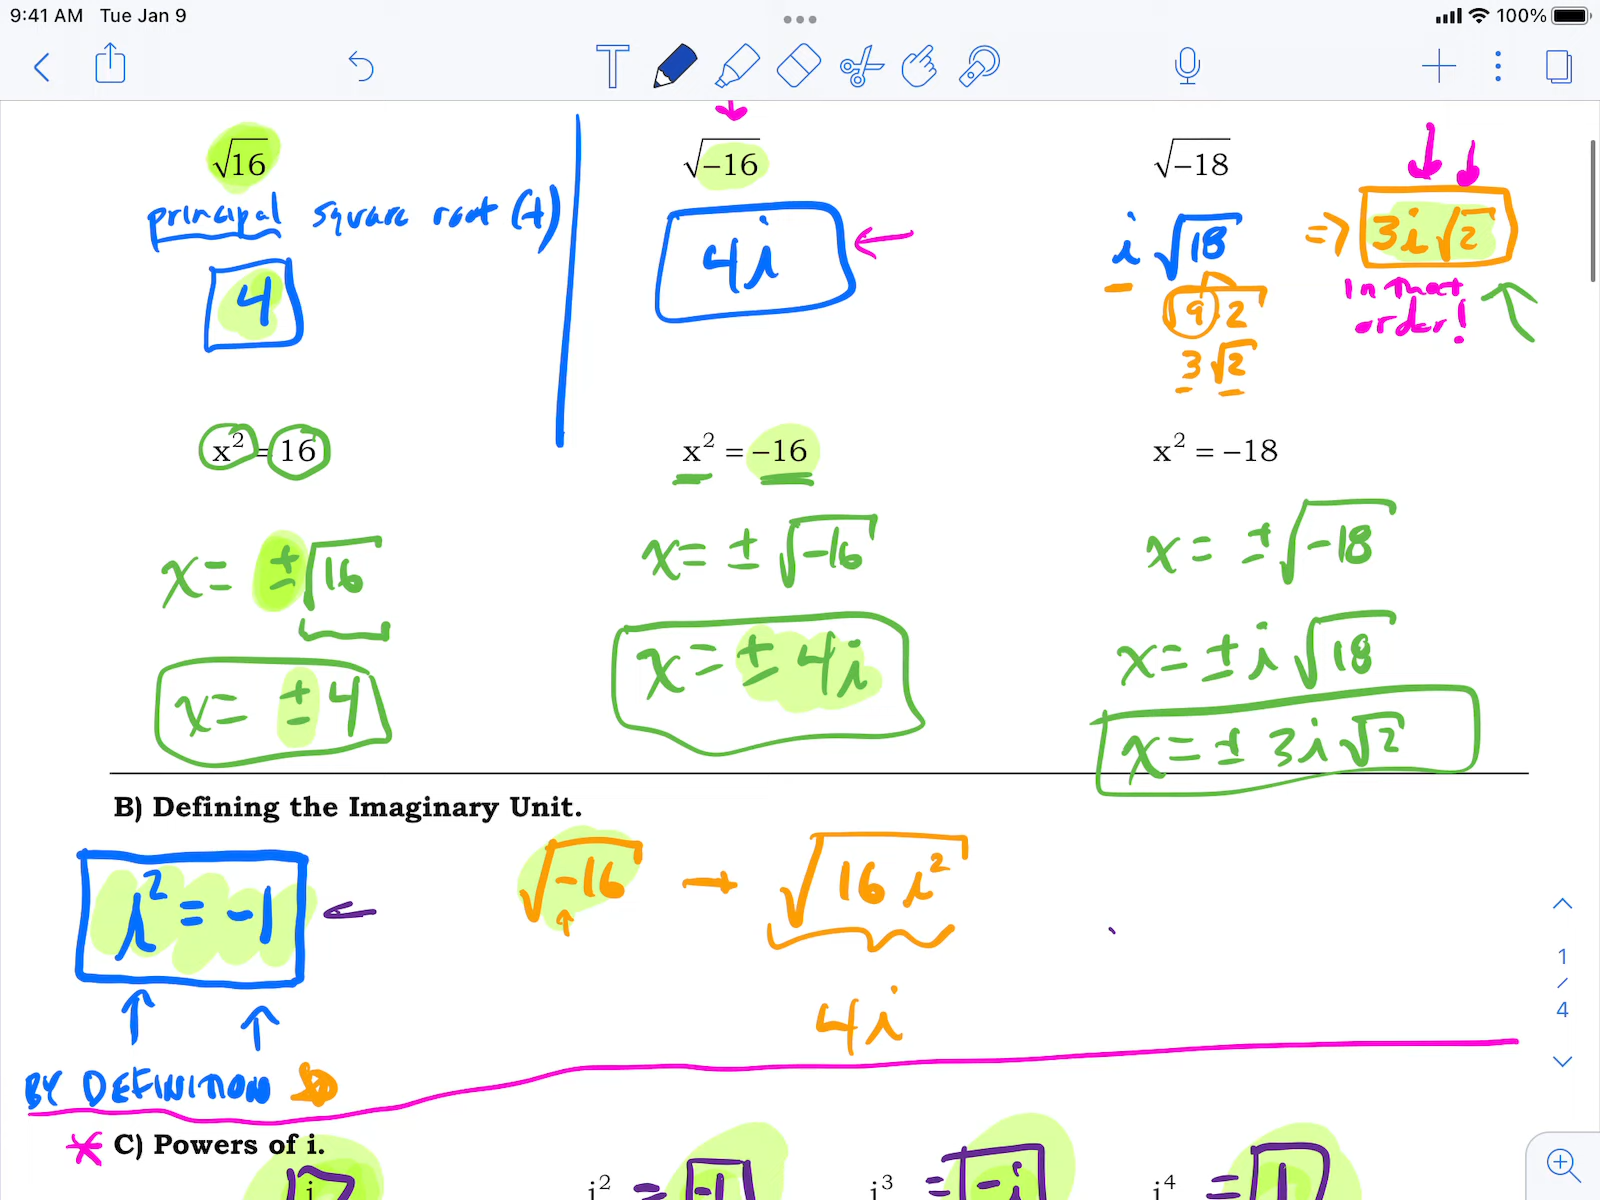 9:41 AM Tue Jan 9
100%
√16
√-16
√-18
principal square root (+)
4
4i
i √18
=> 3i √2
In that order!
√9·2
3 √2
x² = 16
x² = -16
x² = -18
x = ± √16
x = ± √-16
x = ± √-18
x = ± 4
x = ± 4i
x = ± i √18
x = ± 3i √2
B) Defining the Imaginary Unit.
i² = -1
√-16 → √16 i²
4i
BY DEFINITION
1 / 4
C) Powers of i.
i
i² = -1
i³ = -i
i⁴ = 1